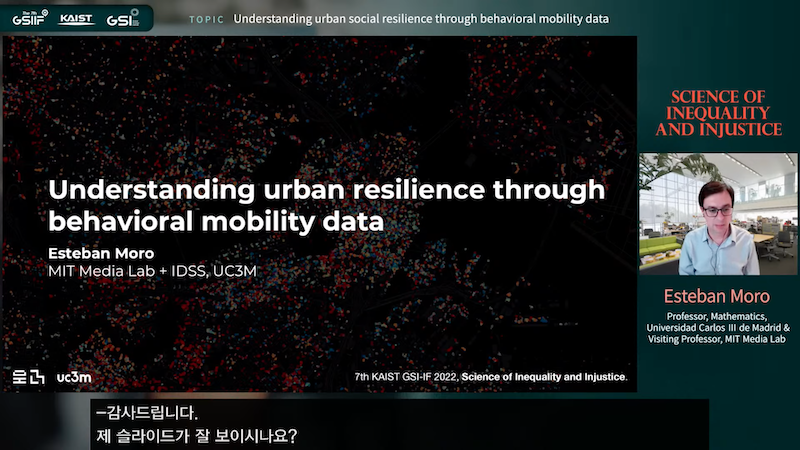 The 7th
GSIIF
KAIST
GSI
TOPIC Understanding urban social resilience through behavioral mobility data
SCIENCE OF
INEQUALITY
AND INJUSTICE
Understanding urban resilience through
behavioral mobility data
Esteban Moro
MIT Media Lab + IDSS, UC3M
Esteban Moro
Professor, Mathematics,
Universidad Carlos III de Madrid &
Visiting Professor, MIT Media Lab
uc3m
7th KAIST GSI-IF 2022, Science of Inequality and Injustice.
–감사드립니다.
제 슬라이드가 잘 보이시나요?